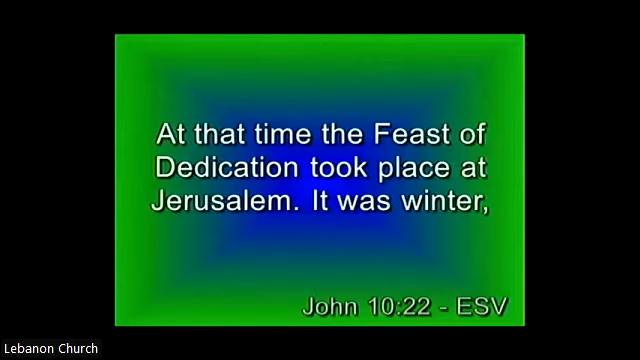 At that time the Feast of
Dedication took place at
Jerusalem. It was winter,
John 10:22 - ESV
Lebanon Church